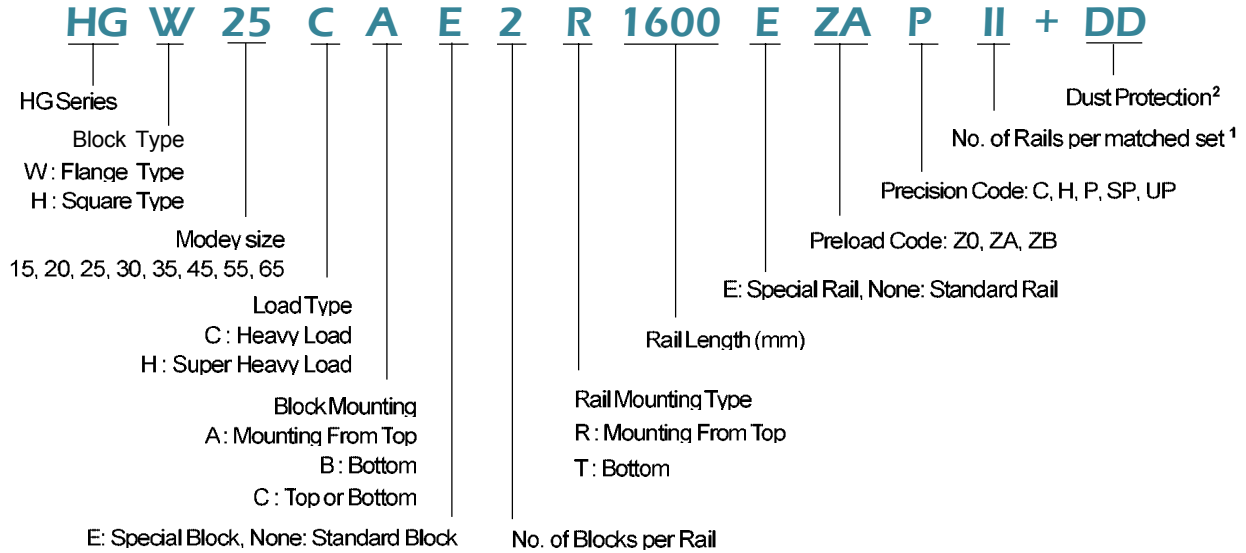 HG W 25 C A E 2 R 1600 E ZA P II + DD
HG Series
Block Type
W : Flange Type
H : Square Type
Modey size
15, 20, 25, 30, 35, 45, 55, 65
Load Type
C : Heavy Load
H : Super Heavy Load
Block Mounting
A : Mounting From Top
B : Bottom
C : Top or Bottom
E: Special Block, None: Standard Block
No. of Blocks per Rail
Rail Mounting Type
R : Mounting From Top
T : Bottom
Rail Length (mm)
E: Special Rail, None: Standard Rail
Preload Code: Z0, ZA, ZB
Precision Code: C, H, P, SP, UP
No. of Rails per matched set ¹
Dust Protection²